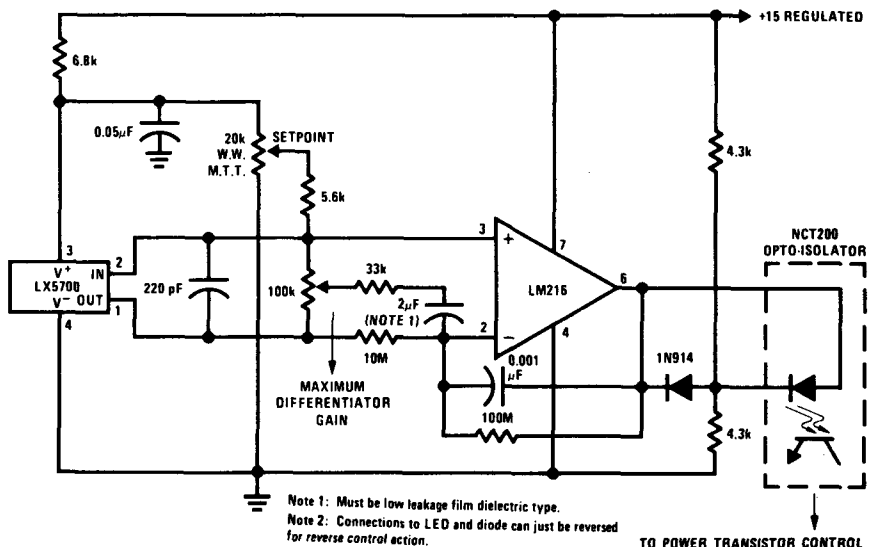 +15 REGULATED
6.8k
0.05µF
20k
W.W.
M.T.T.
SETPOINT
5.6k
4.3k
NCT200
OPTO-ISOLATOR
3
V+ IN 2
LX5700
V− OUT 1
4
220 pF
100k
33k
2µF
(NOTE 1)
10M
3
+
7
LM216
6
2
−
4
MAXIMUM
DIFFERENTIATOR
GAIN
0.001
µF
100M
1N914
4.3k
Note 1: Must be low leakage film dielectric type.
Note 2: Connections to LED and diode can just be reversed
for reverse control action.
TO POWER TRANSISTOR CONTROL